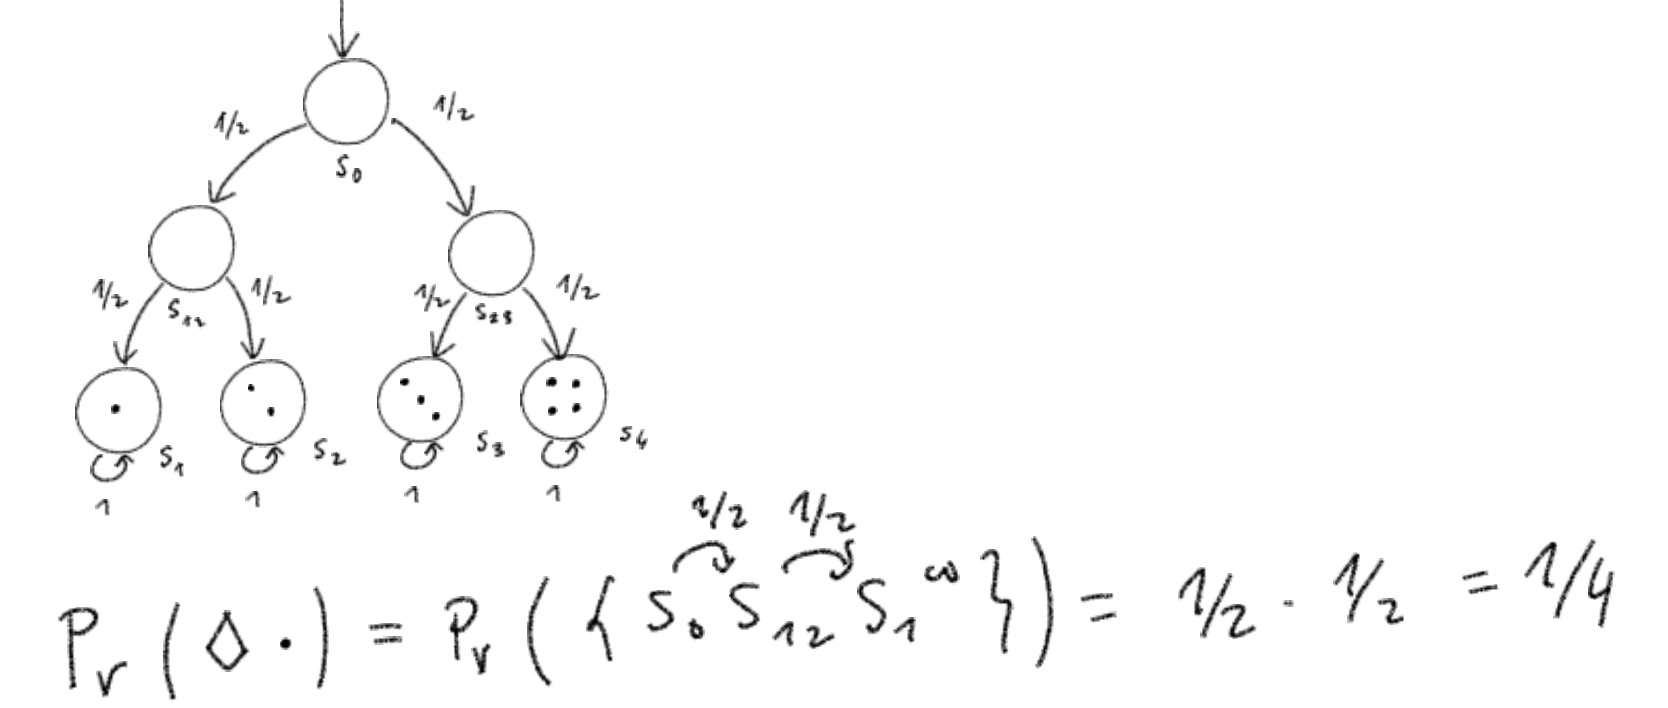 1/2 1/2
S0
1/2 1/2 1/2 1/2
S12 S23
S1 S2 S3 S4
1 1 1 1
1/2 1/2
Pr(◇ •) = Pr({S0 S12 S1^ω}) = 1/2 · 1/2 = 1/4